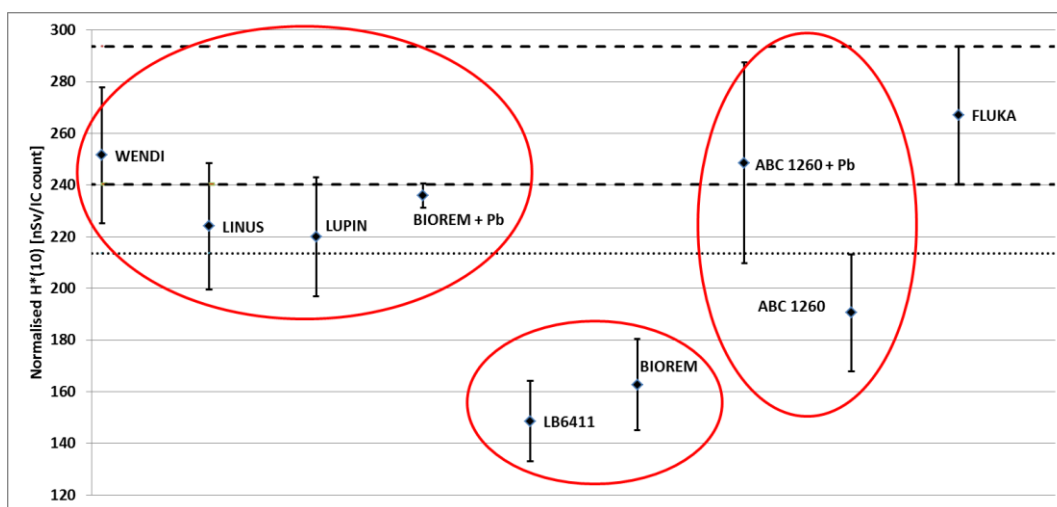 Normalised H*(10) [nSv/IC count]
300
280
260
240
220
200
180
160
140
120
WENDI
LINUS
LUPIN
BIOREM + Pb
LB6411
BIOREM
ABC 1260 + Pb
ABC 1260
FLUKA